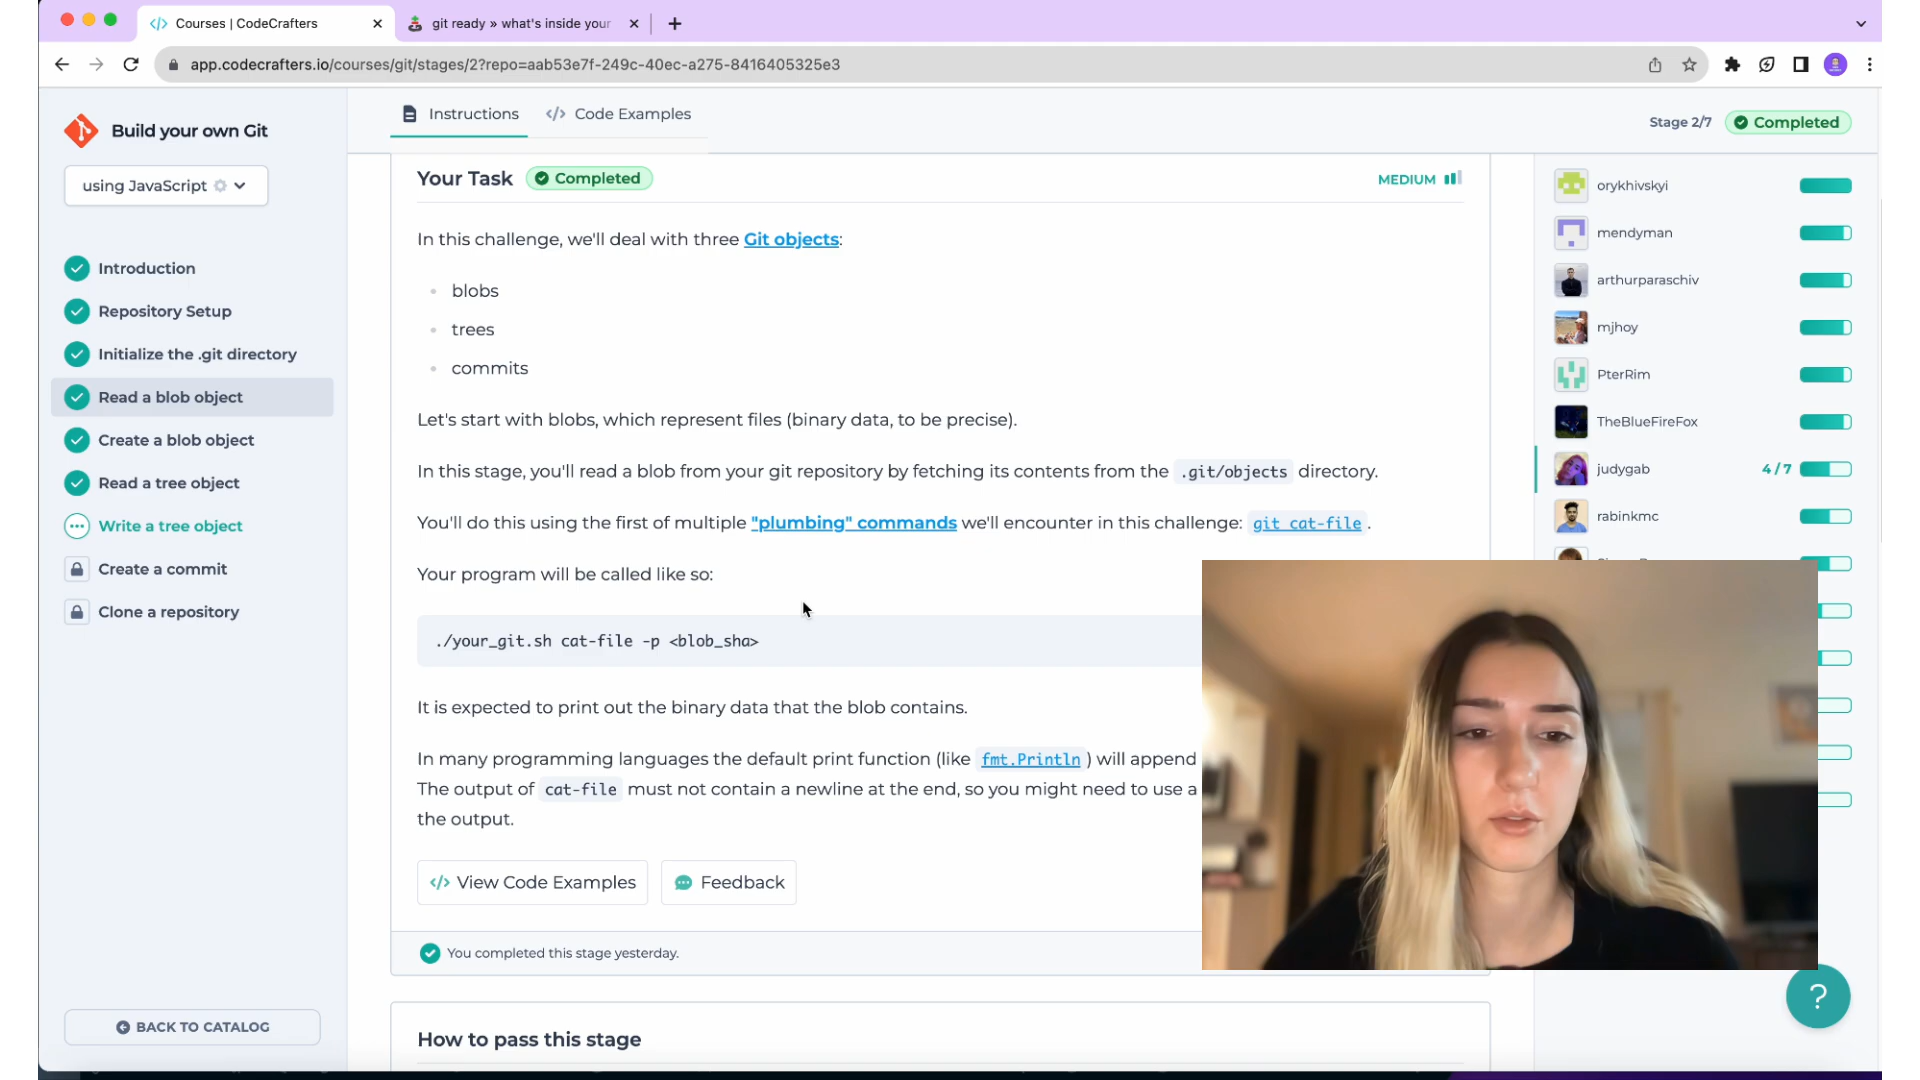 Courses | CodeCrafters
git ready » what's inside your
app.codecrafters.io/courses/git/stages/2?repo=aab53e7f-249c-40ec-a275-8416405325e3
Build your own Git
using JavaScript
Introduction
Repository Setup
Initialize the .git directory
Read a blob object
Create a blob object
Read a tree object
Write a tree object
Create a commit
Clone a repository
BACK TO CATALOG
Instructions
Code Examples
Stage 2/7
Completed
Your Task
Completed
MEDIUM
In this challenge, we'll deal with three Git objects:
blobs
trees
commits
Let's start with blobs, which represent files (binary data, to be precise).
In this stage, you'll read a blob from your git repository by fetching its contents from the .git/objects directory.
You'll do this using the first of multiple "plumbing" commands we'll encounter in this challenge: git cat-file.
Your program will be called like so:
./your_git.sh cat-file -p <blob_sha>
It is expected to print out the binary data that the blob contains.
In many programming languages the default print function (like fmt.Println) will append
The output of cat-file must not contain a newline at the end, so you might need to use a
the output.
View Code Examples
Feedback
You completed this stage yesterday.
How to pass this stage
orykhivskyi
mendyman
arthurparaschiv
mjhoy
PterRim
TheBlueFireFox
judygab
4 / 7
rabinkmc
?